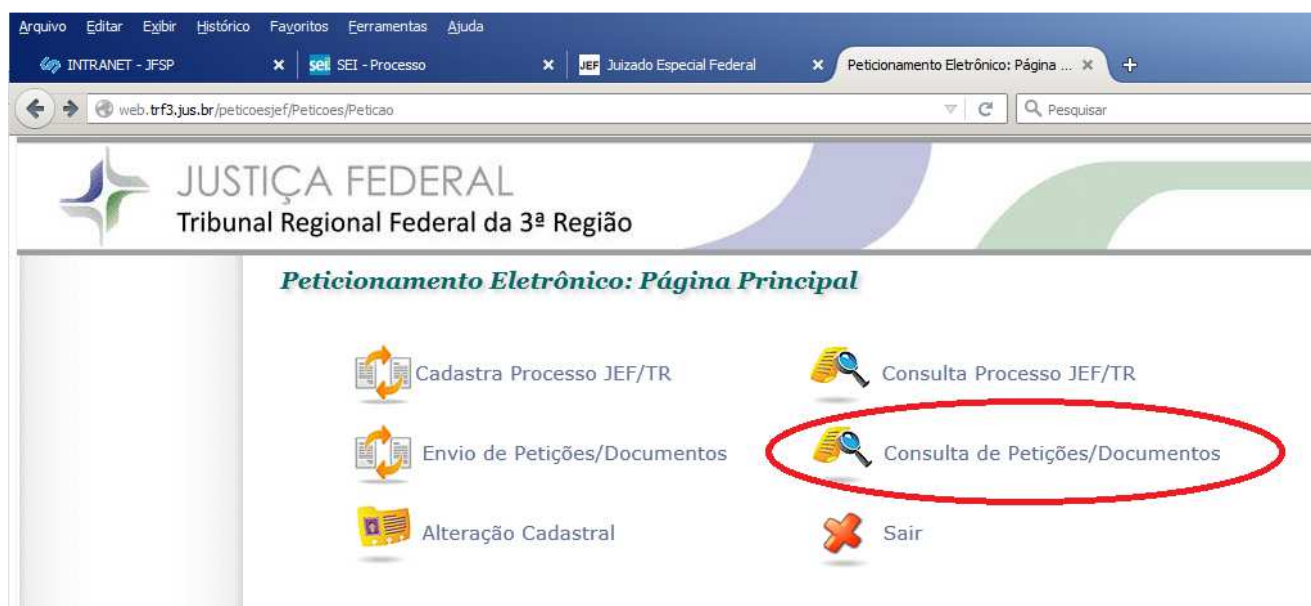 Arquivo Editar Exibir Histórico Favoritos Ferramentas Ajuda
INTRANET - JFSP
sei! SEI - Processo
JEF Juizado Especial Federal
Peticionamento Eletrônico: Página ...
web.trf3.jus.br/peticoesjef/Peticoes/Peticao
Pesquisar
JUSTIÇA FEDERAL
Tribunal Regional Federal da 3ª Região
Peticionamento Eletrônico: Página Principal
Cadastra Processo JEF/TR
Consulta Processo JEF/TR
Envio de Petições/Documentos
Consulta de Petições/Documentos
Alteração Cadastral
Sair